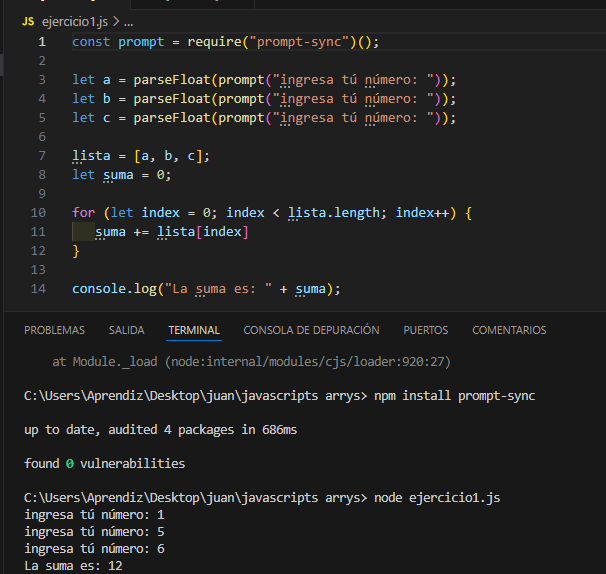 JS ejercicio1.js > ...
1 const prompt = require("prompt-sync")();
2
3 let a = parseFloat(prompt("ingresa tú número: "));
4 let b = parseFloat(prompt("ingresa tú número: "));
5 let c = parseFloat(prompt("ingresa tú número: "));
6
7 lista = [a, b, c];
8 let suma = 0;
9
10 for (let index = 0; index < lista.length; index++) {
11 suma += lista[index]
12 }
13
14 console.log("La suma es: " + suma);
PROBLEMAS SALIDA TERMINAL CONSOLA DE DEPURACIÓN PUERTOS COMENTARIOS
at Module._load (node:internal/modules/cjs/loader:920:27)
C:\Users\Aprendiz\Desktop\juan\javascripts arrys> npm install prompt-sync
up to date, audited 4 packages in 686ms
found 0 vulnerabilities
C:\Users\Aprendiz\Desktop\juan\javascripts arrys> node ejercicio1.js
ingresa tú número: 1
ingresa tú número: 5
ingresa tú número: 6
La suma es: 12